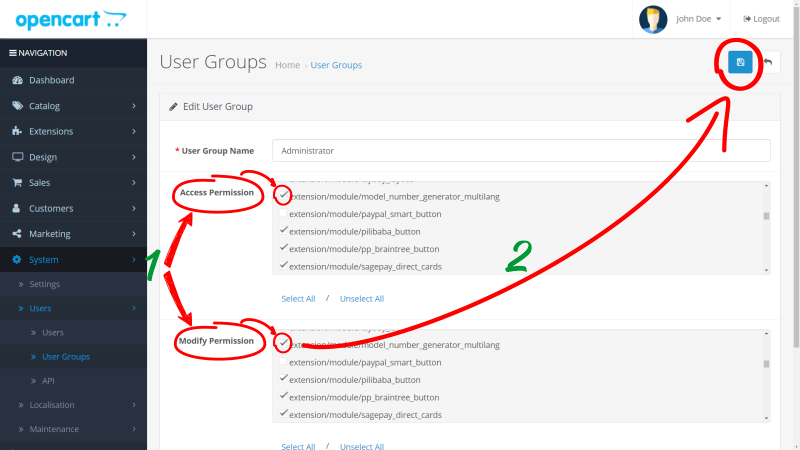 opencart
John Doe
Logout
NAVIGATION
Dashboard
Catalog
Extensions
Design
Sales
Customers
Marketing
System
Settings
Users
Users
User Groups
API
Localisation
Maintenance
User Groups
Home › User Groups
Edit User Group
* User Group Name
Administrator
Access Permission
extension/module/model_number_generator_multilang
extension/module/paypal_smart_button
extension/module/pilibaba_button
extension/module/pp_braintree_button
extension/module/sagepay_direct_cards
Select All / Unselect All
1
2
Modify Permission
extension/module/model_number_generator_multilang
extension/module/paypal_smart_button
extension/module/pilibaba_button
extension/module/pp_braintree_button
extension/module/sagepay_direct_cards
Select All / Unselect All